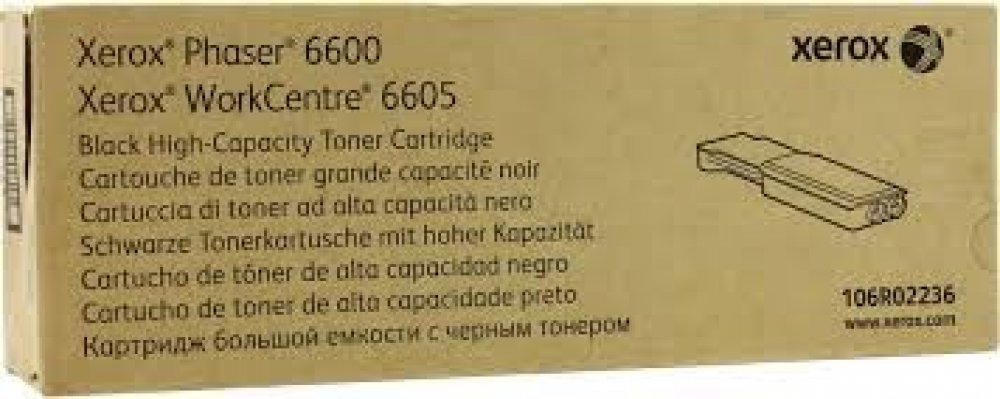 Xerox® Phaser® 6600
Xerox® WorkCentre® 6605
Black High-Capacity Toner Cartridge
Cartouche de toner grande capacité noir
Cartuccia di toner ad alta capacità nero
Schwarze Tonerkartusche mit hoher Kapazität
Cartucho de tóner de alta capacidad negro
Cartucho de toner de alta capacidade preto
Картридж большой емкости с черным тонером
xerox®
106R02236
www.xerox.com